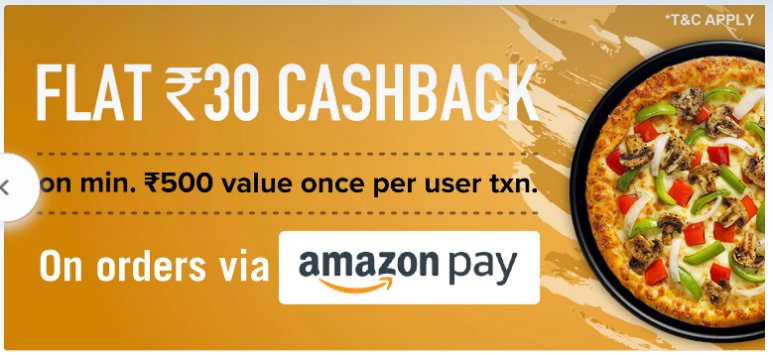 *T&C APPLY
FLAT ₹30 CASHBACK
on min. ₹500 value once per user txn.
On orders via amazon pay